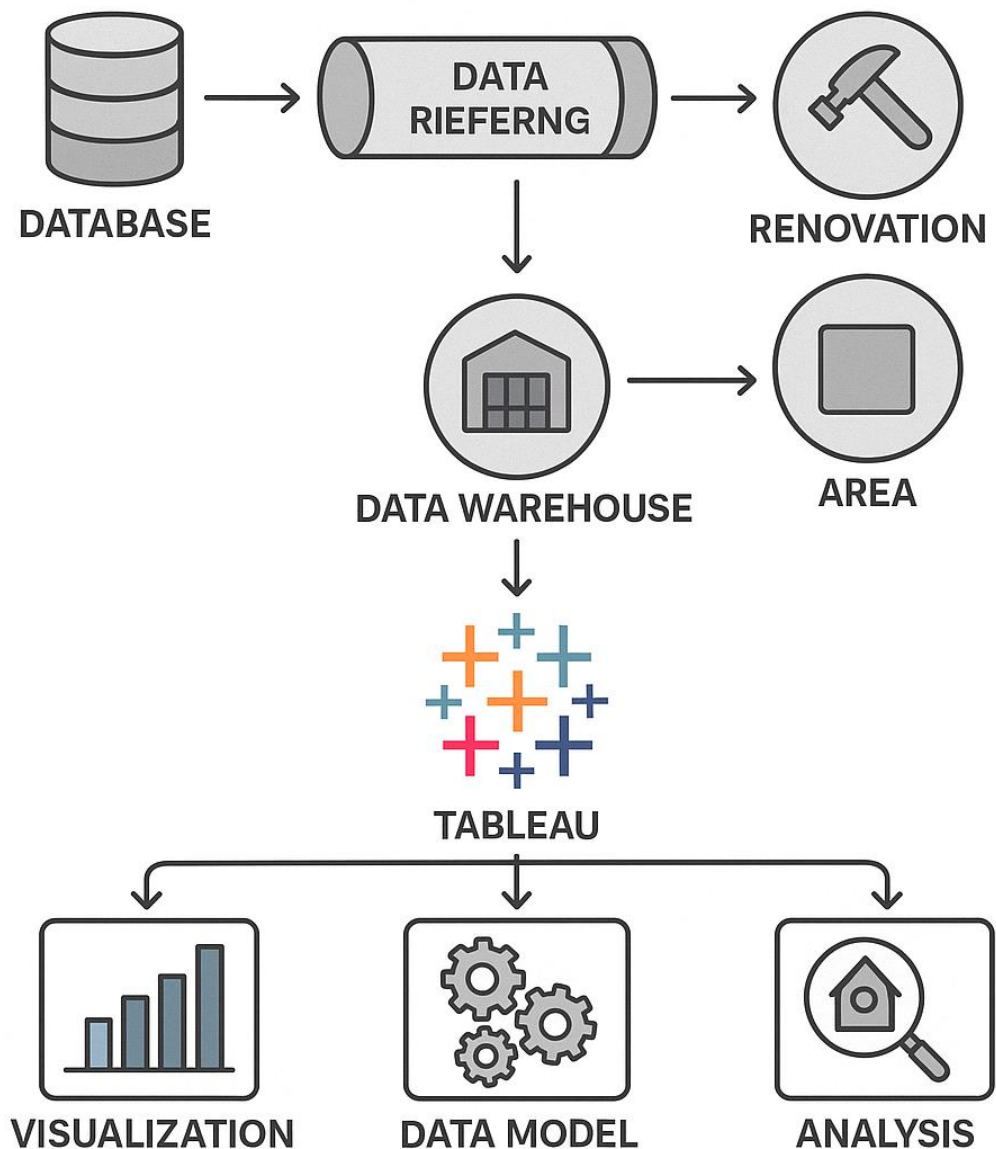 DATABASE
DATA
RIEFERNG
RENOVATION
DATA WAREHOUSE
AREA
TABLEAU
VISUALIZATION
DATA MODEL
ANALYSIS